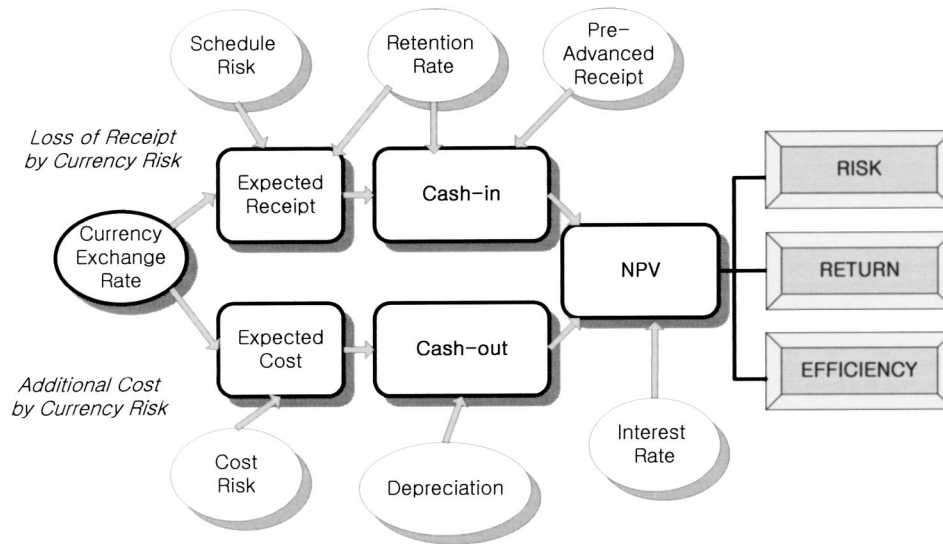 Schedule
Risk
Retention
Rate
Pre-
Advanced
Receipt
Loss of Receipt
by Currency Risk
Expected
Receipt
Cash-in
RISK
Currency
Exchange
Rate
NPV
RETURN
Expected
Cost
Cash-out
EFFICIENCY
Additional Cost
by Currency Risk
Cost
Risk
Depreciation
Interest
Rate